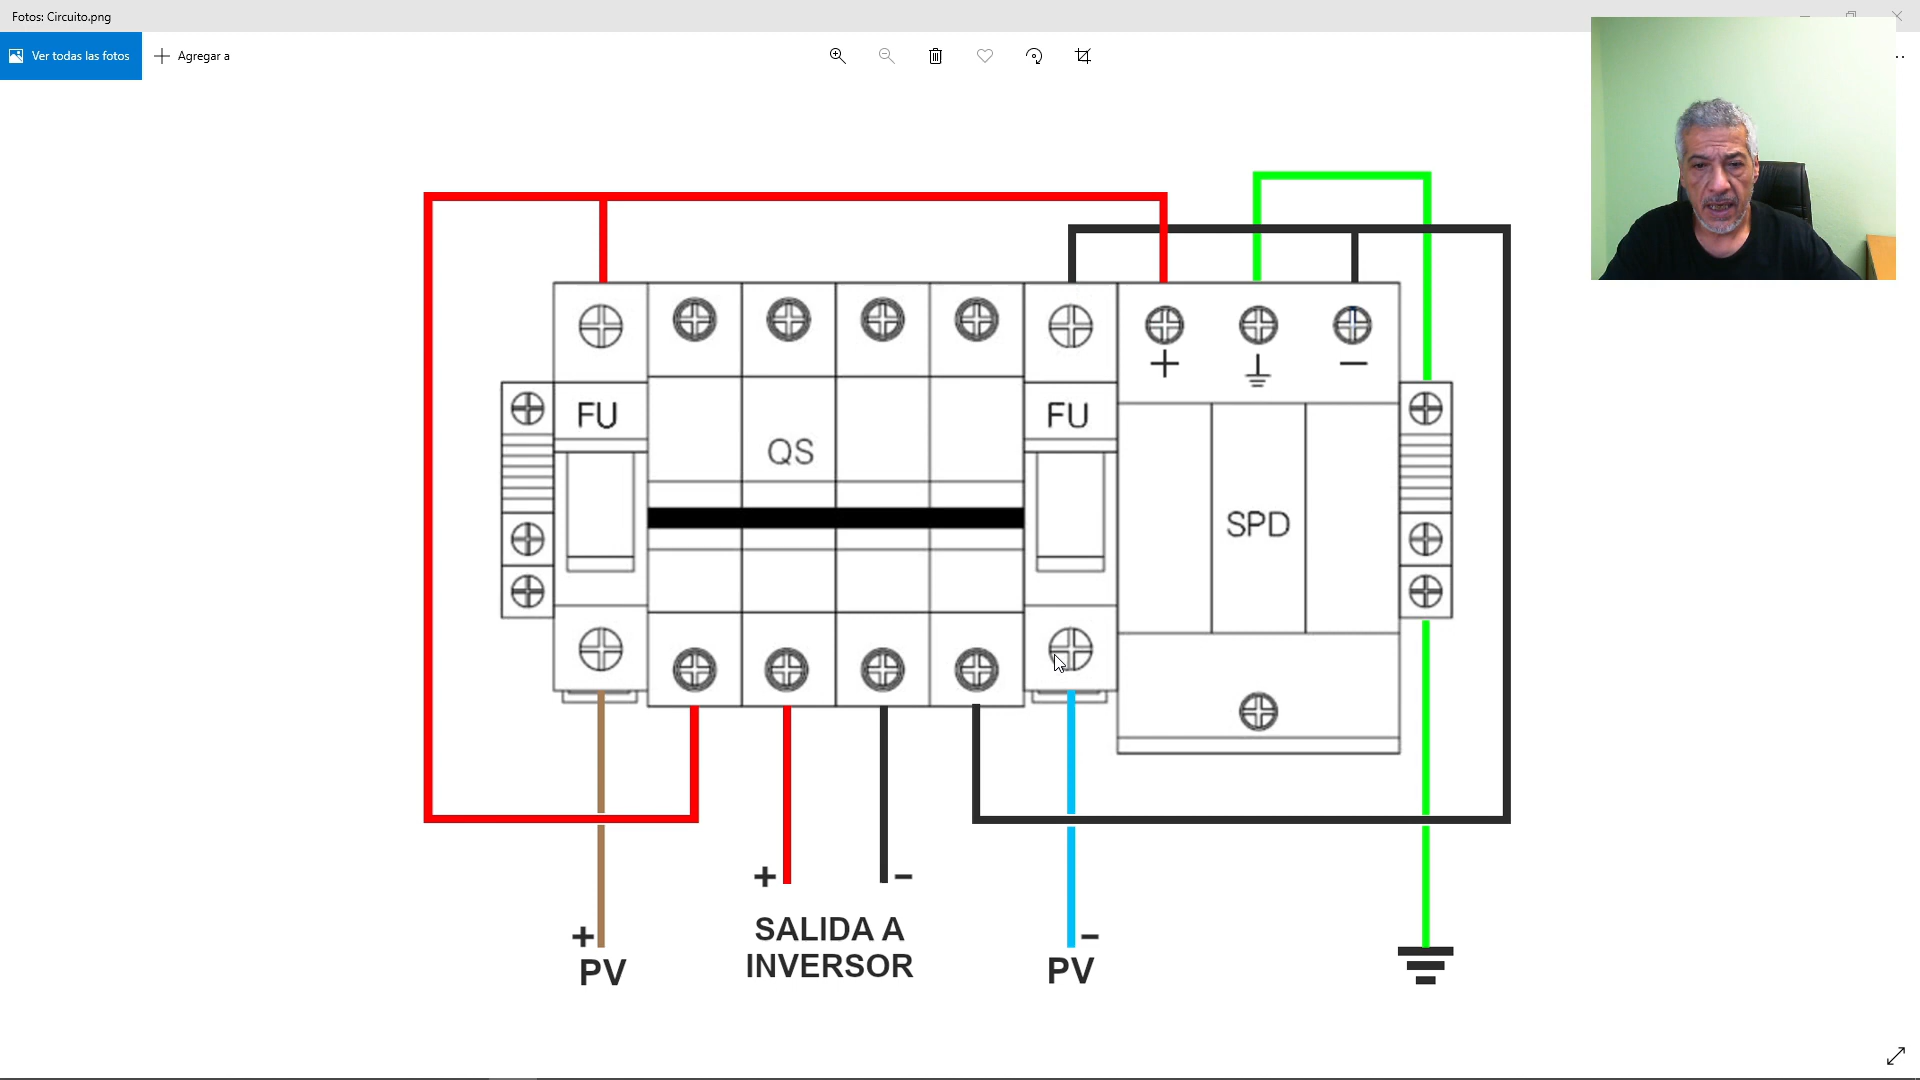 Fotos: Circuito.png
Ver todas las fotos
Agregar a
FU
QS
FU
SPD
+
−
+
−
SALIDA A
INVERSOR
+
PV
−
PV